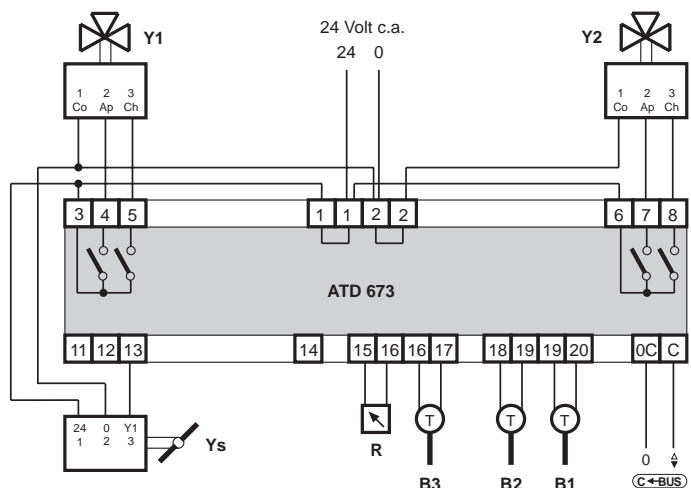 24 Volt c.a.
Y1
Y2
24 0
1 2 3
Co Ap Ch
1 2 3
Co Ap Ch
3 4 5
1 1 2 2
6 7 8
ATD 673
11 12 13
14
15 16 16 17
18 19 19 20
0C C
24 0 Y1
1 2 3
Ys
T
T
T
R
B3
B2
B1
0
C BUS